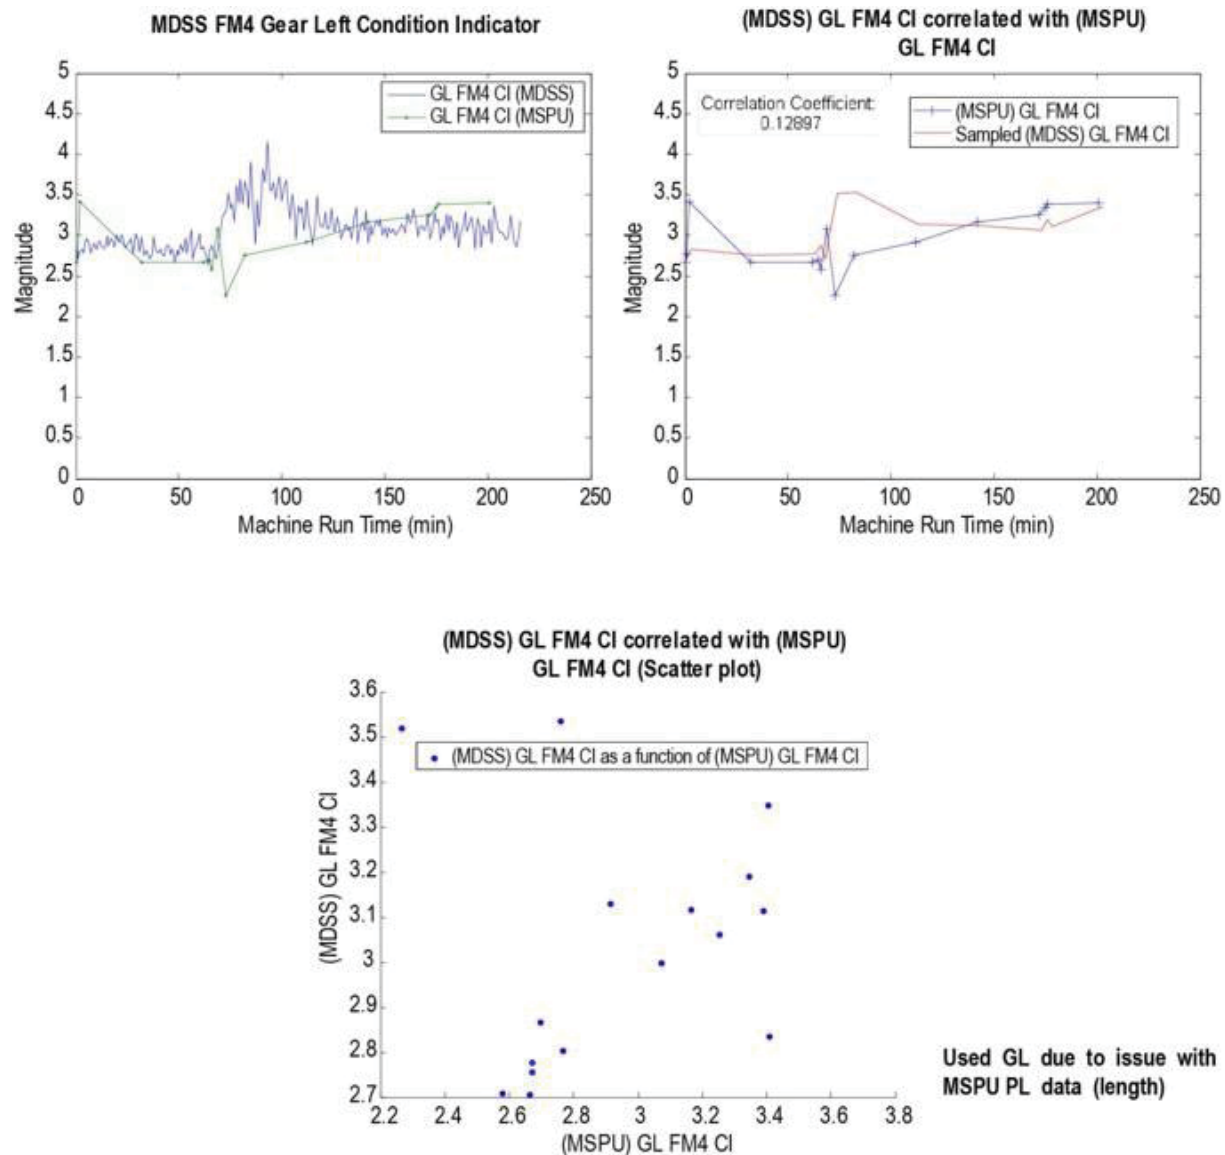 MDSS FM4 Gear Left Condition Indicator
5
4.5
4
3.5
3
2.5
2
1.5
1
0.5
0
Magnitude
GL FM4 CI (MDSS)
GL FM4 CI (MSPU)
0
50
100
150
200
250
Machine Run Time (min)
(MDSS) GL FM4 CI correlated with (MSPU)
GL FM4 CI
5
4.5
4
3.5
3
2.5
2
1.5
1
0.5
0
Magnitude
Correlation Coefficient:
0.12897
(MSPU) GL FM4 CI
Sampled (MDSS) GL FM4 CI
0
50
100
150
200
250
Machine Run Time (min)
(MDSS) GL FM4 CI correlated with (MSPU)
GL FM4 CI (Scatter plot)
3.6
3.5
3.4
3.3
3.2
3.1
3
2.9
2.8
2.7
(MDSS) GL FM4 CI
(MDSS) GL FM4 CI as a function of (MSPU) GL FM4 CI
2.2
2.4
2.6
2.8
3
3.2
3.4
3.6
3.8
(MSPU) GL FM4 CI
Used GL due to issue with
MSPU PL data (length)